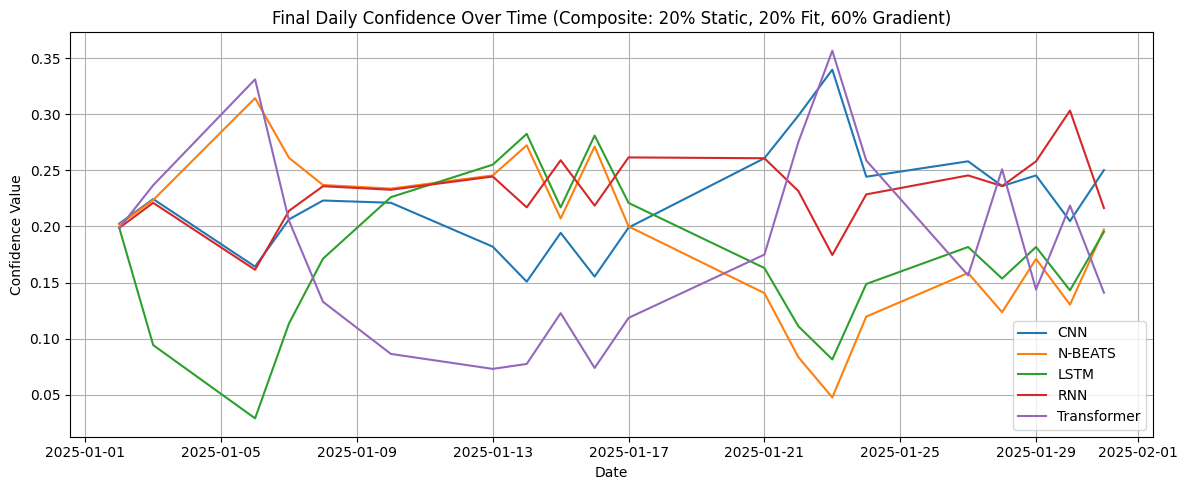 Final Daily Confidence Over Time (Composite: 20% Static, 20% Fit, 60% Gradient)
Confidence Value
0.35
0.30
0.25
0.20
0.15
0.10
0.05
CNN
N-BEATS
LSTM
RNN
Transformer
2025-01-01 2025-01-05 2025-01-09 2025-01-13 2025-01-17 2025-01-21 2025-01-25 2025-01-29 2025-02-01
Date